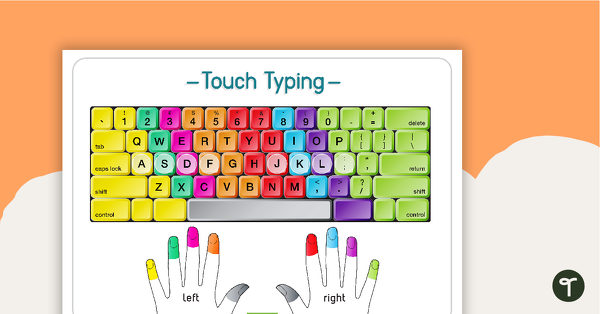 –Touch Typing–
` 1 2 3 4 5 6 7 8 9 0 - = delete
tab Q W E R T Y U I O P [ ] \
caps lock A S D F G H J K L ; ' return
shift Z X C V B N M , . / shift
control control
left right